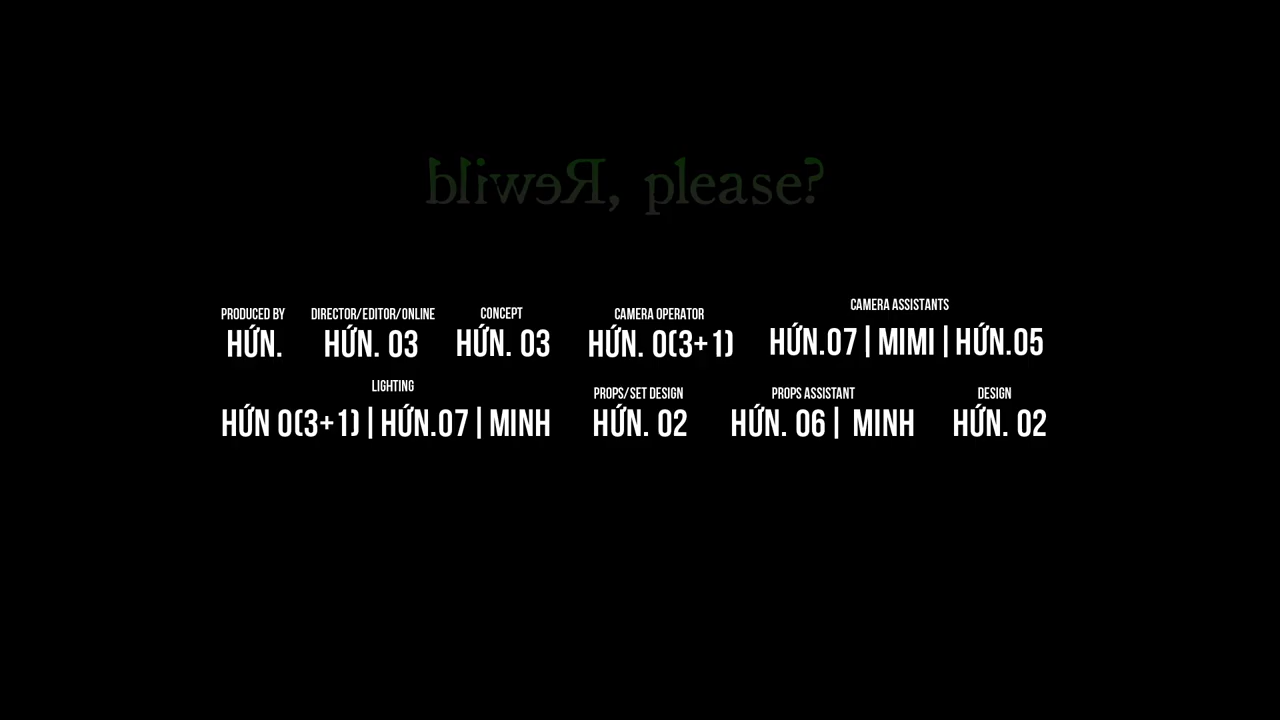 Rewild, please?
PRODUCED BY
HỨN.
DIRECTOR/EDITOR/ONLINE
HỨN. 03
CONCEPT
HỨN. 03
CAMERA OPERATOR
HỨN. 0(3+1)
CAMERA ASSISTANTS
HỨN.07 | MIMI | HỨN.05
LIGHTING
HỨN 0(3+1) | HỨN.07 | MINH
PROPS/SET DESIGN
HỨN. 02
PROPS ASSISTANT
HỨN. 06 | MINH
DESIGN
HỨN. 02